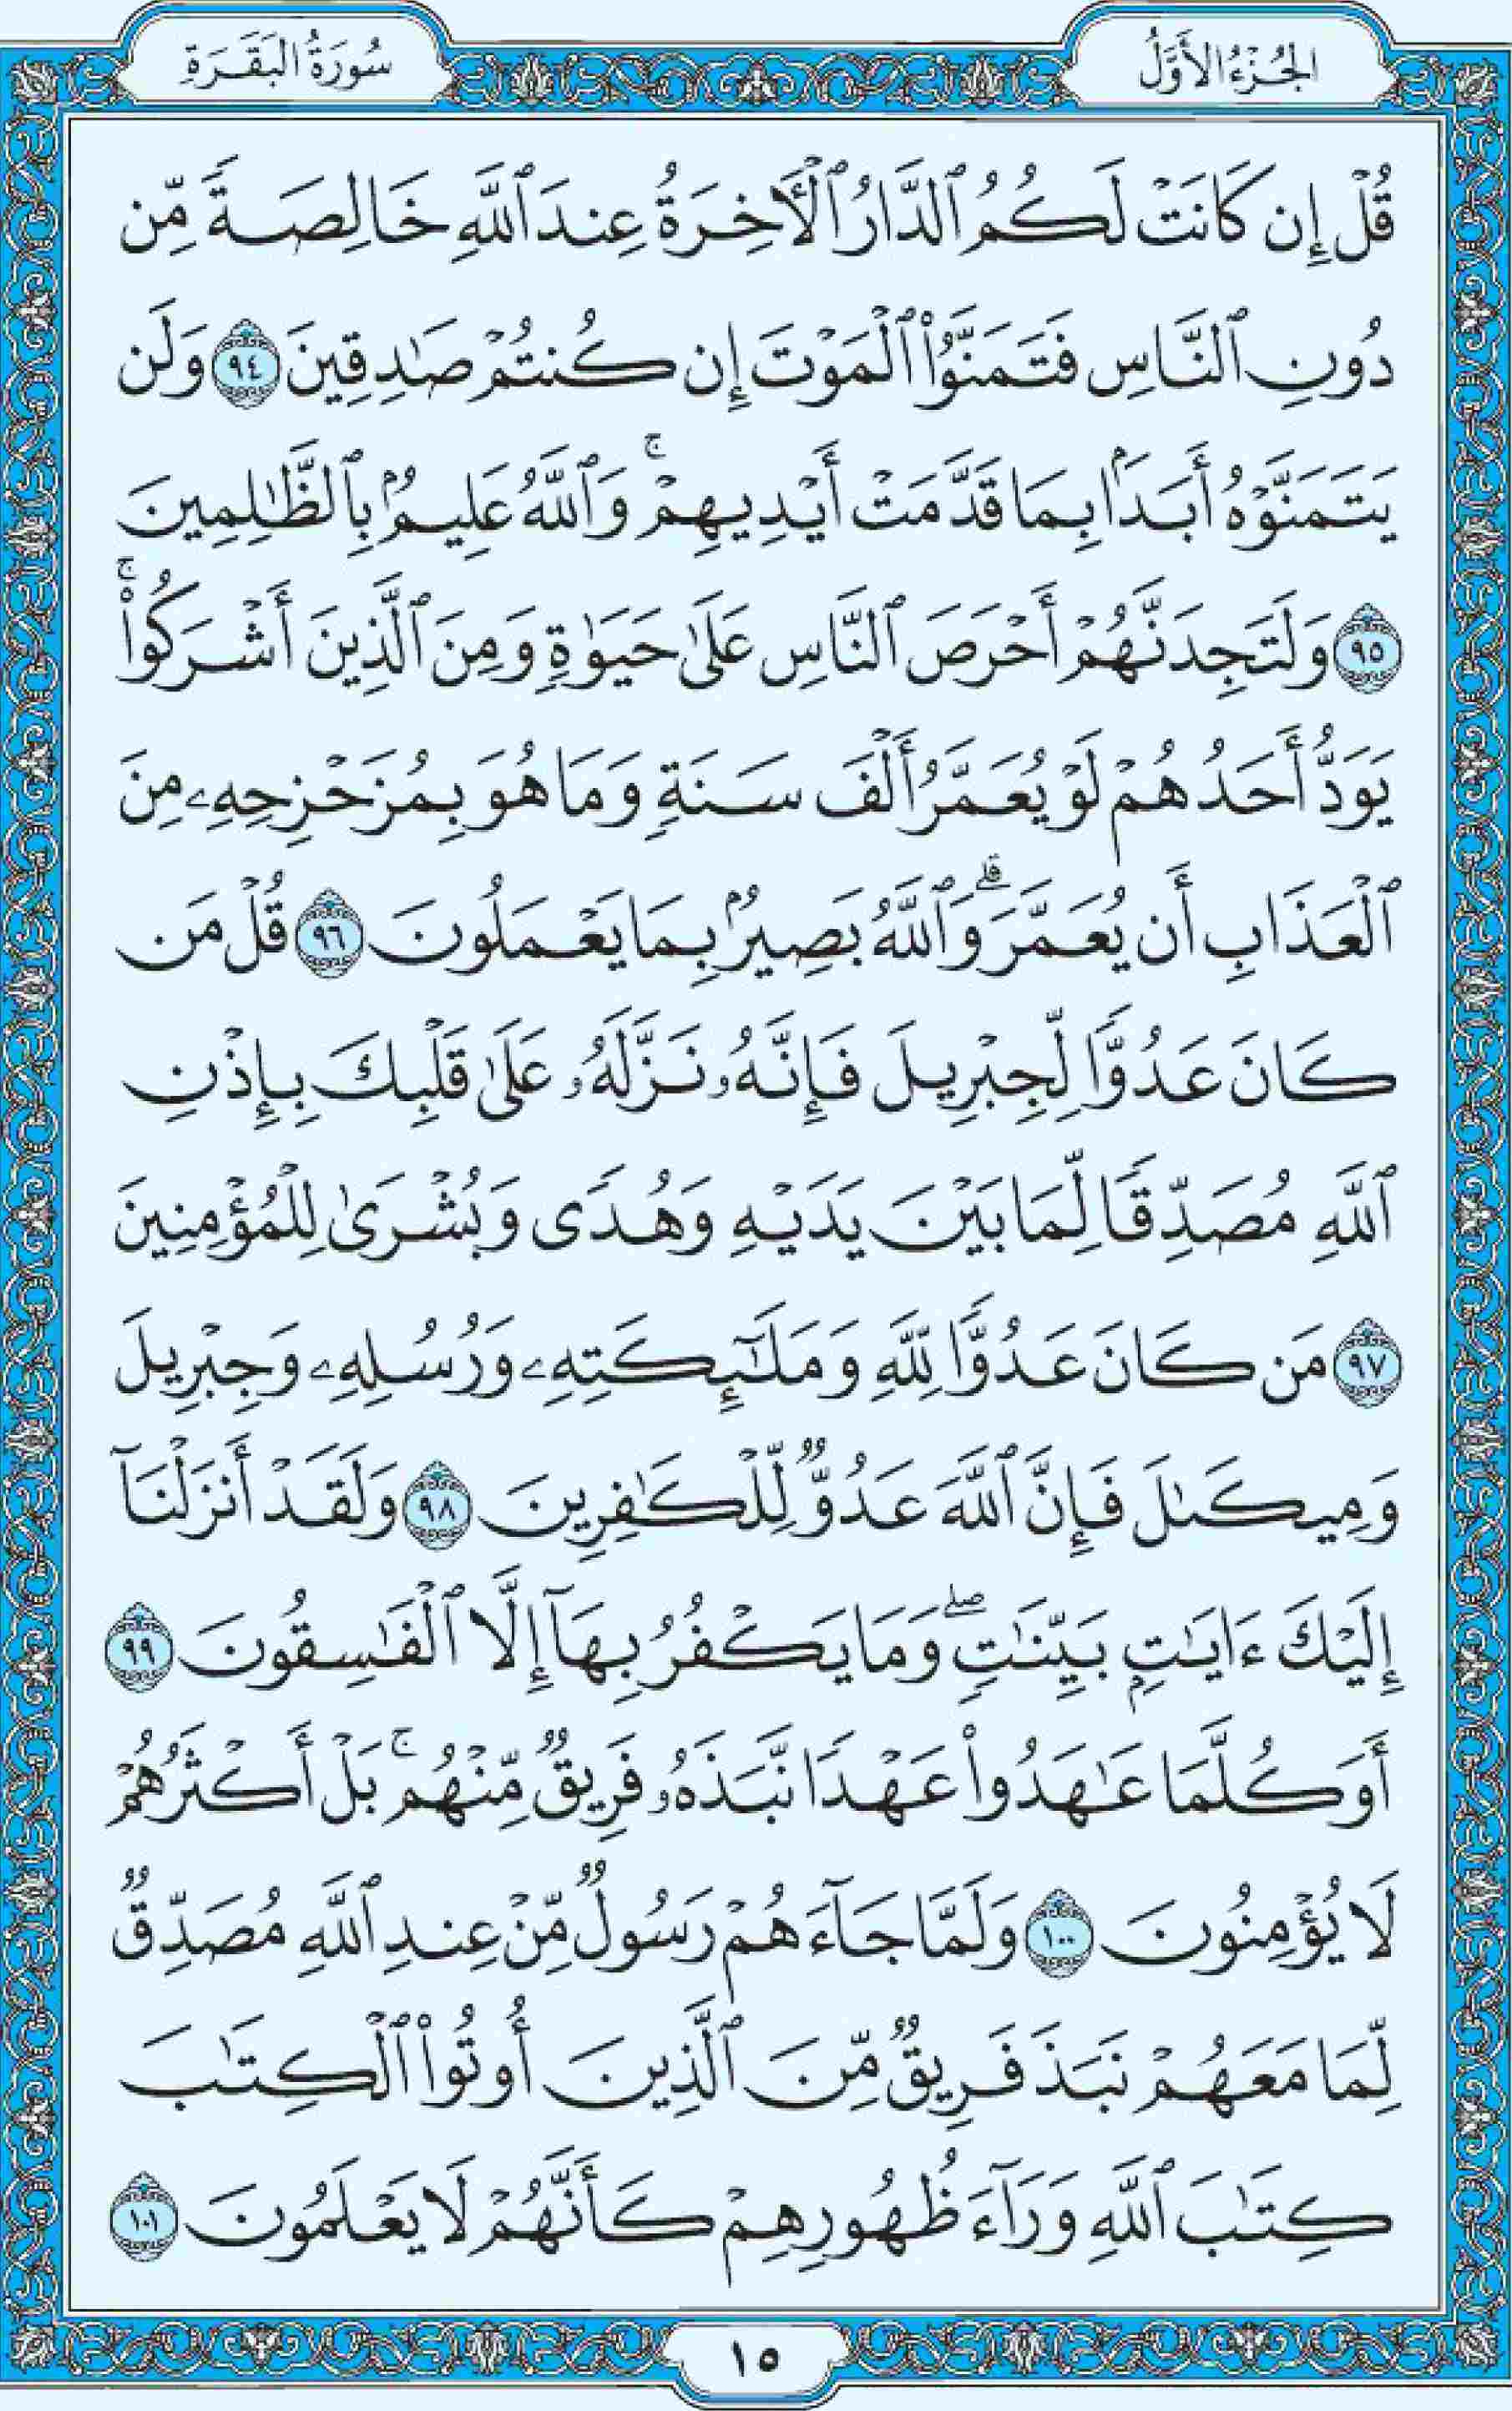 الجُزْءُ الأَوَّلُ
سُورَةُ البَقَرَةِ
قُلْ إِن كَانَتْ لَكُمُ ٱلدَّارُ ٱلْأَخِرَةُ عِندَ ٱللَّهِ خَالِصَةً مِّن
دُونِ ٱلنَّاسِ فَتَمَنَّوُا۟ ٱلْمَوْتَ إِن كُنتُمْ صَٰدِقِينَ ٩٤ وَلَن
يَتَمَنَّوْهُ أَبَدًۢا بِمَا قَدَّمَتْ أَيْدِيهِمْ ۚ وَٱللَّهُ عَلِيمٌۢ بِٱلظَّٰلِمِينَ
٩٥ وَلَتَجِدَنَّهُمْ أَحْرَصَ ٱلنَّاسِ عَلَىٰ حَيَوٰةٍ وَمِنَ ٱلَّذِينَ أَشْرَكُوا۟ ۚ
يَوَدُّ أَحَدُهُمْ لَوْ يُعَمَّرُ أَلْفَ سَنَةٍ وَمَا هُوَ بِمُزَحْزِحِهِۦ مِنَ
ٱلْعَذَابِ أَن يُعَمَّرَ ۗ وَٱللَّهُ بَصِيرٌۢ بِمَا يَعْمَلُونَ ٩٦ قُلْ مَن
كَانَ عَدُوًّا لِّجِبْرِيلَ فَإِنَّهُۥ نَزَّلَهُۥ عَلَىٰ قَلْبِكَ بِإِذْنِ
ٱللَّهِ مُصَدِّقًا لِّمَا بَيْنَ يَدَيْهِ وَهُدًى وَبُشْرَىٰ لِلْمُؤْمِنِينَ
٩٧ مَن كَانَ عَدُوًّا لِّلَّهِ وَمَلَٰٓئِكَتِهِۦ وَرُسُلِهِۦ وَجِبْرِيلَ
وَمِيكَىٰلَ فَإِنَّ ٱللَّهَ عَدُوٌّ لِّلْكَٰفِرِينَ ٩٨ وَلَقَدْ أَنزَلْنَآ
إِلَيْكَ ءَايَٰتٍۭ بَيِّنَٰتٍ ۖ وَمَا يَكْفُرُ بِهَآ إِلَّا ٱلْفَٰسِقُونَ ٩٩
أَوَكُلَّمَا عَٰهَدُوا۟ عَهْدًا نَّبَذَهُۥ فَرِيقٌ مِّنْهُم ۚ بَلْ أَكْثَرُهُمْ
لَا يُؤْمِنُونَ ١٠٠ وَلَمَّا جَآءَهُمْ رَسُولٌ مِّنْ عِندِ ٱللَّهِ مُصَدِّقٌ
لِّمَا مَعَهُمْ نَبَذَ فَرِيقٌ مِّنَ ٱلَّذِينَ أُوتُوا۟ ٱلْكِتَٰبَ
كِتَٰبَ ٱللَّهِ وَرَآءَ ظُهُورِهِمْ كَأَنَّهُمْ لَا يَعْلَمُونَ ١٠١
١٥